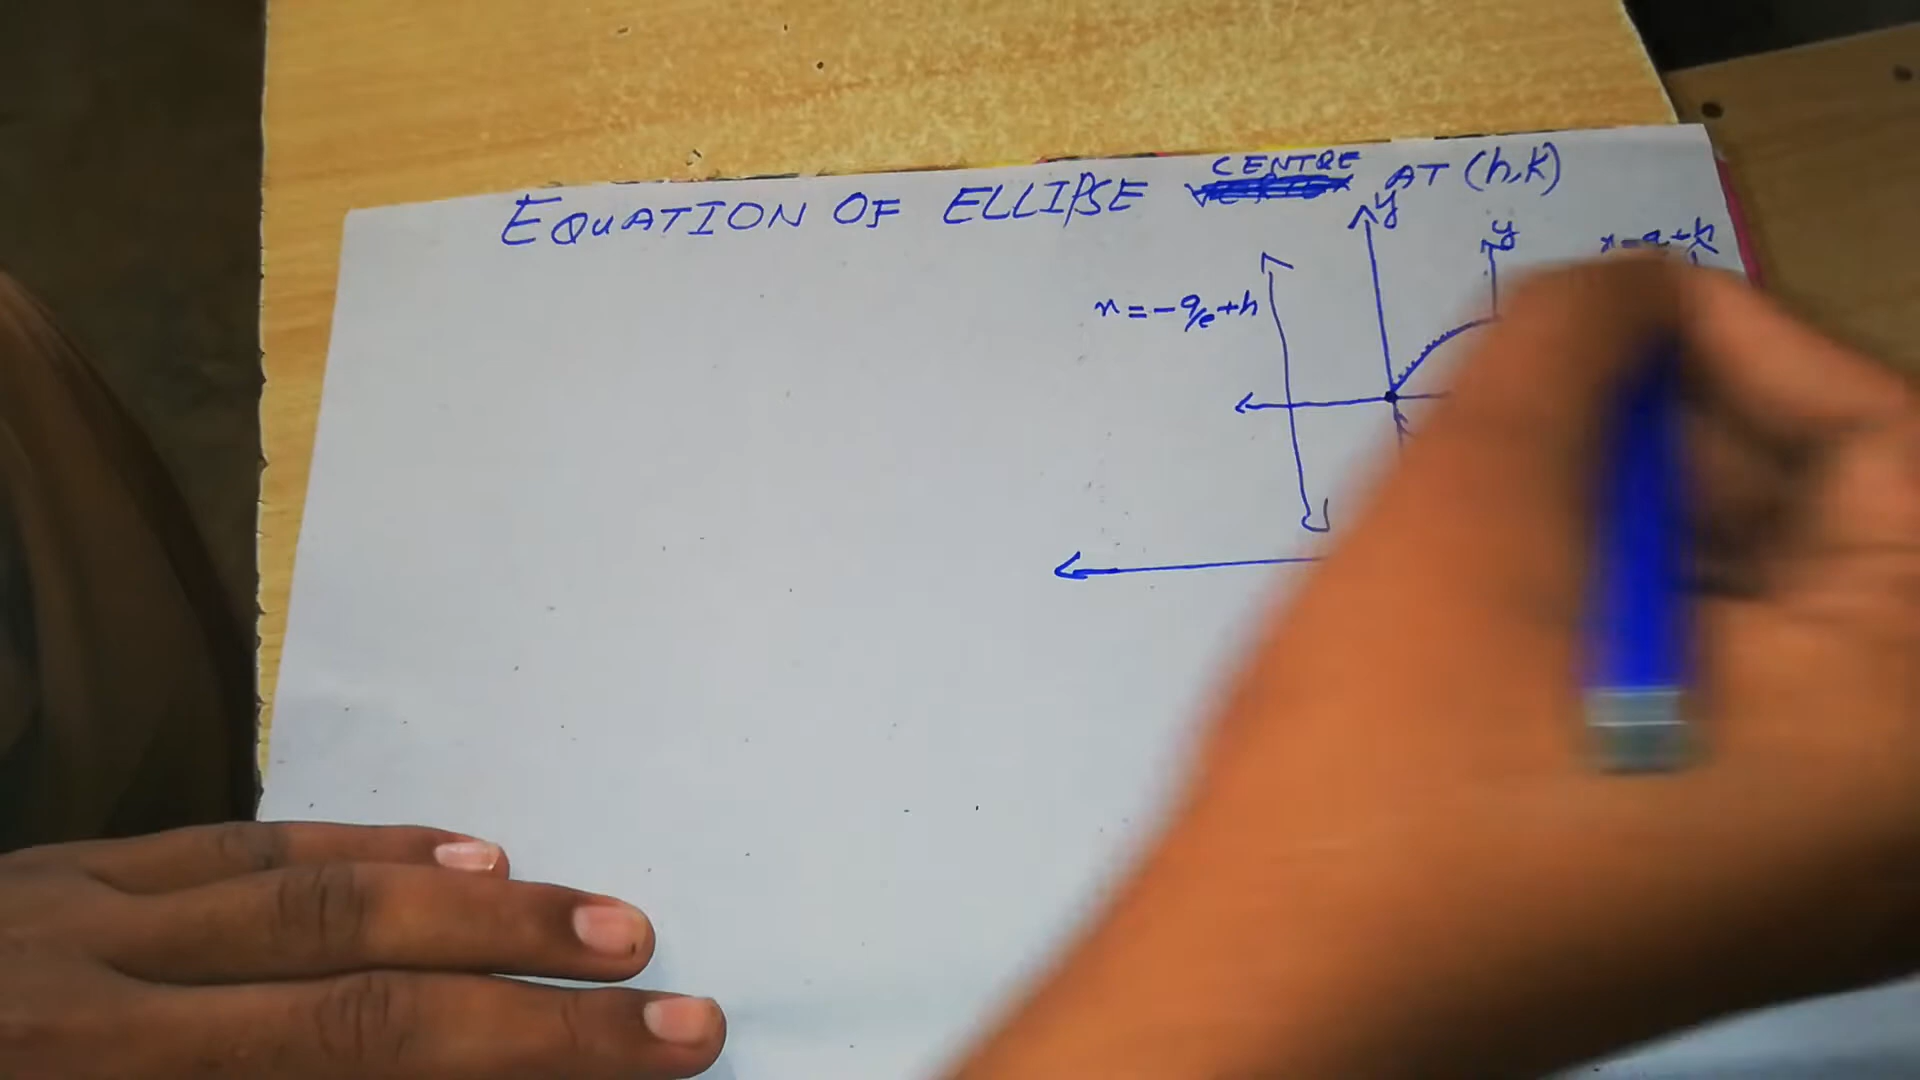 EQUATION OF ELLIPSE CENTRE AT (h,k)
y
y
x = -a/e+h